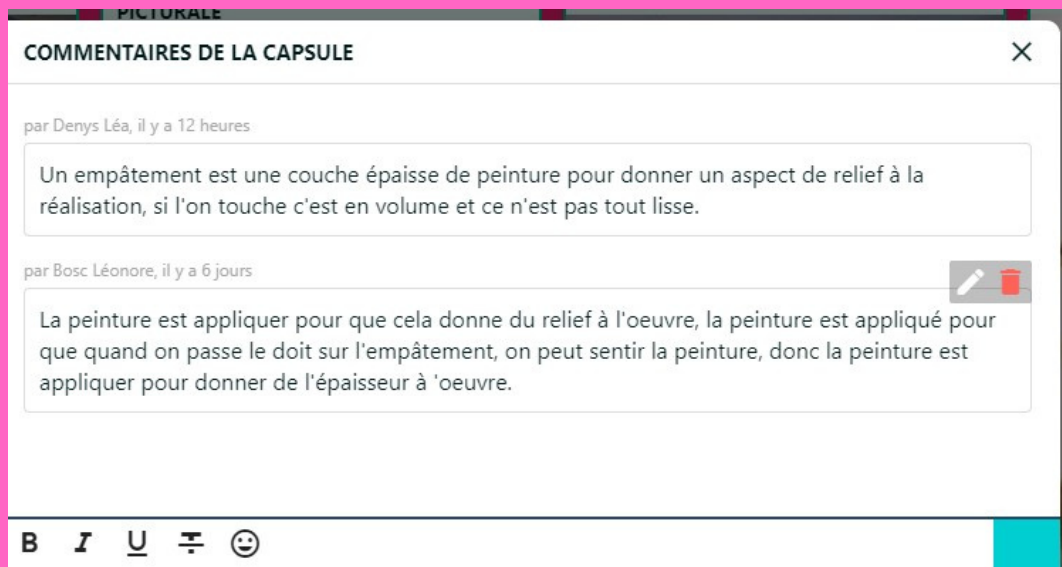 PICTURALE
COMMENTAIRES DE LA CAPSULE
par Denys Léa, il y a 12 heures
Un empâtement est une couche épaisse de peinture pour donner un aspect de relief à la
réalisation, si l'on touche c'est en volume et ce n'est pas tout lisse.
par Bosc Léonore, il y a 6 jours
La peinture est appliquer pour que cela donne du relief à l'oeuvre, la peinture est appliqué pour
que quand on passe le doit sur l'empâtement, on peut sentir la peinture, donc la peinture est
appliquer pour donner de l'épaisseur à 'oeuvre.
B I U T